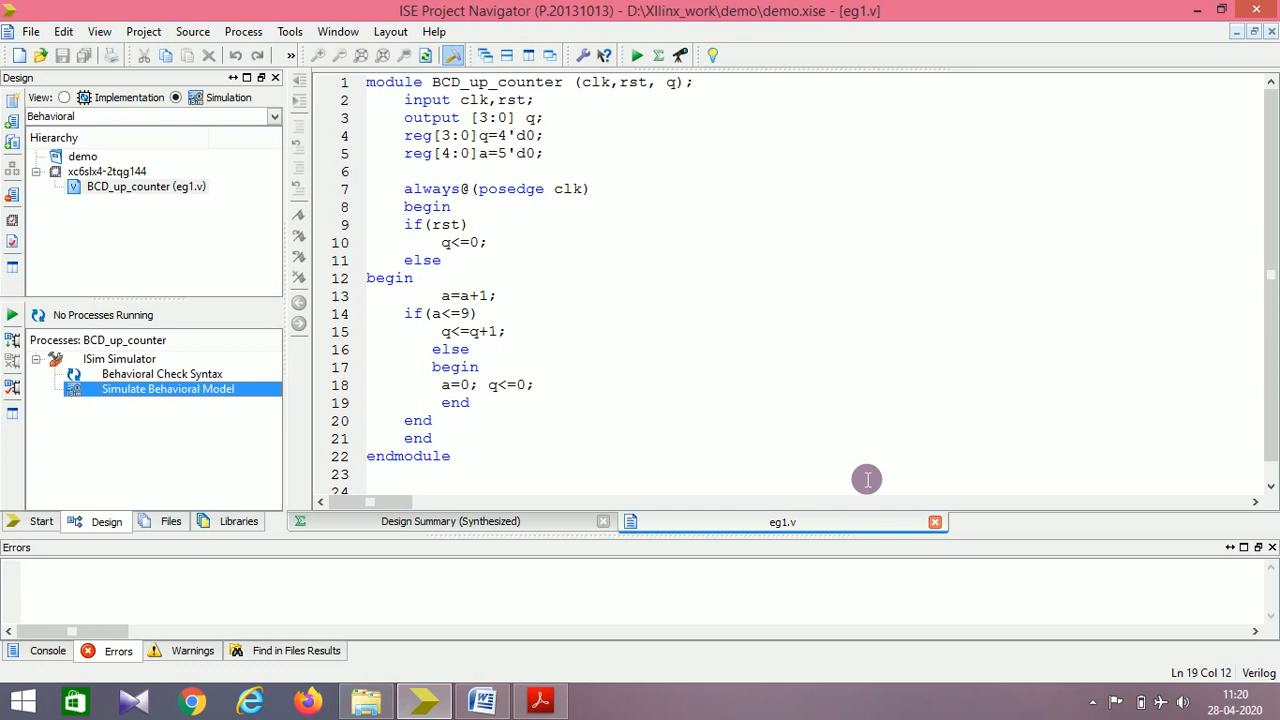 ISE Project Navigator (P.20131013) - D:\XIlinx_work\demo\demo.xise - [eg1.v]
File Edit View Project Source Process Tools Window Layout Help
»
Design
View: Implementation Simulation
Behavioral
Hierarchy
demo
xc6slx4-2tqg144
BCD_up_counter (eg1.v)
No Processes Running
Processes: BCD_up_counter
ISim Simulator
Behavioral Check Syntax
Simulate Behavioral Model
1 module BCD_up_counter (clk,rst, q);
2 input clk,rst;
3 output [3:0] q;
4 reg[3:0]q=4'd0;
5 reg[4:0]a=5'd0;
6
7 always@(posedge clk)
8 begin
9 if(rst)
10 q<=0;
11 else
12 begin
13 a=a+1;
14 if(a<=9)
15 q<=q+1;
16 else
17 begin
18 a=0; q<=0;
19 end
20 end
21 end
22 endmodule
23
24
Start Design Files Libraries
Design Summary (Synthesized) eg1.v
Errors
Console Errors Warnings Find in Files Results
Ln 19 Col 12 Verilog
11:20
28-04-2020